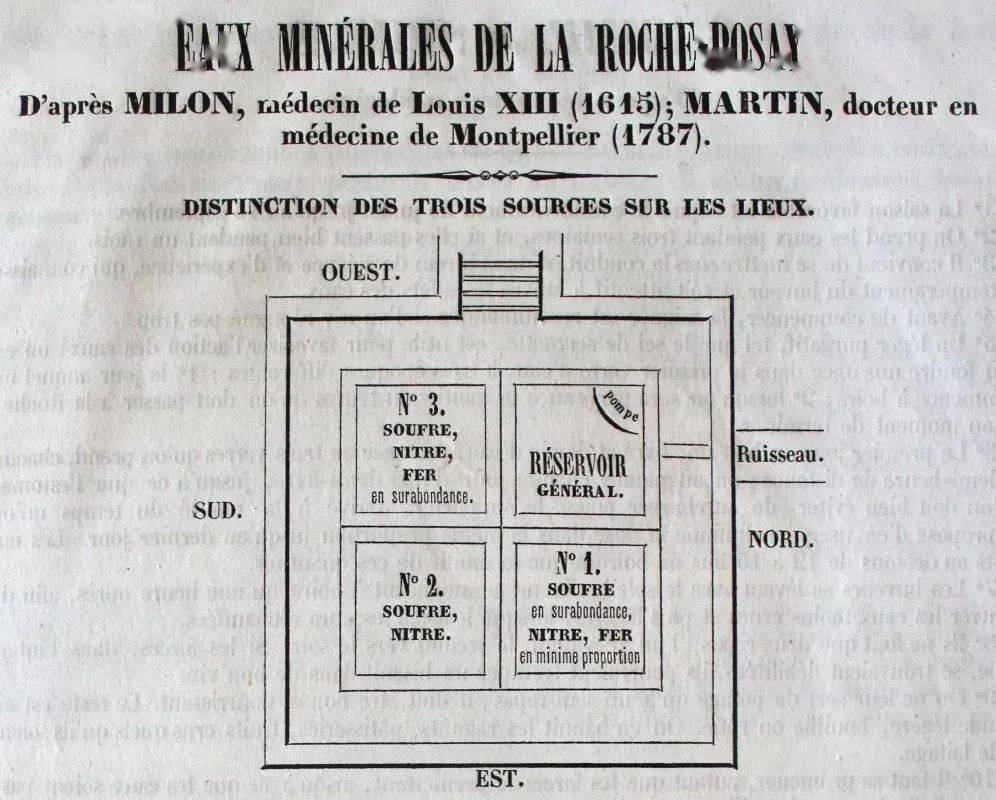 EAUX MINÉRALES DE LA ROCHE-POSAY
D'après MILON, médecin de Louis XIII (1615); MARTIN, docteur en
médecine de Montpellier (1787).
DISTINCTION DES TROIS SOURCES SUR LES LIEUX.
OUEST.
Pompe
No 3.
SOUFRE,
NITRE,
FER
en surabondance.
RÉSERVOIR
GÉNÉRAL.
Ruisseau.
SUD.
NORD.
No 2.
SOUFRE,
NITRE.
No 1.
SOUFRE
en surabondance,
NITRE, FER
en minime proportion
EST.